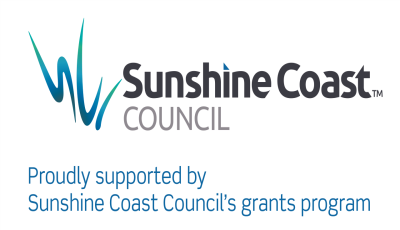 Sunshine Coast™
COUNCIL
Proudly supported by
Sunshine Coast Council's grants program